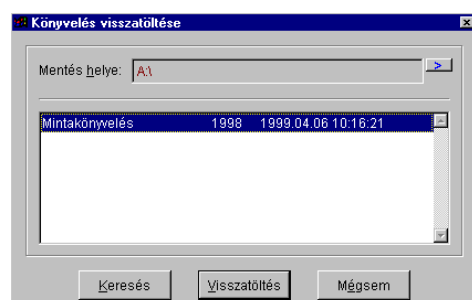 Könyvelés visszatöltése
Mentés helye: A:\ >
Mintakönyvelés 1998 1999.04.06 10:16:21
Keresés Visszatöltés Mégsem